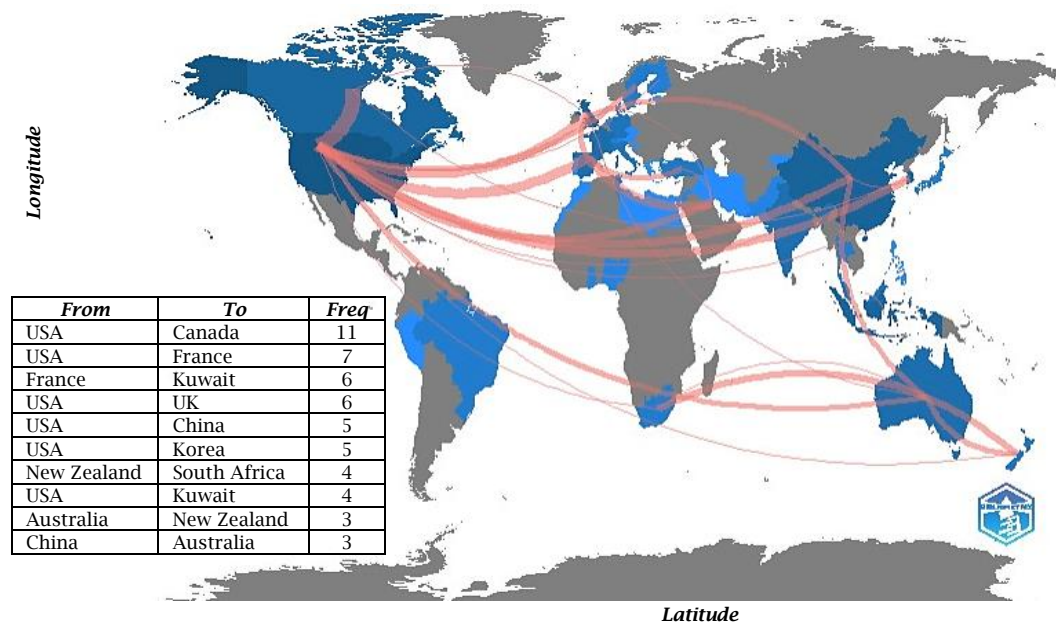 Longitude
From To Freq
USA Canada 11
USA France 7
France Kuwait 6
USA UK 6
USA China 5
USA Korea 5
New Zealand South Africa 4
USA Kuwait 4
Australia New Zealand 3
China Australia 3
Latitude